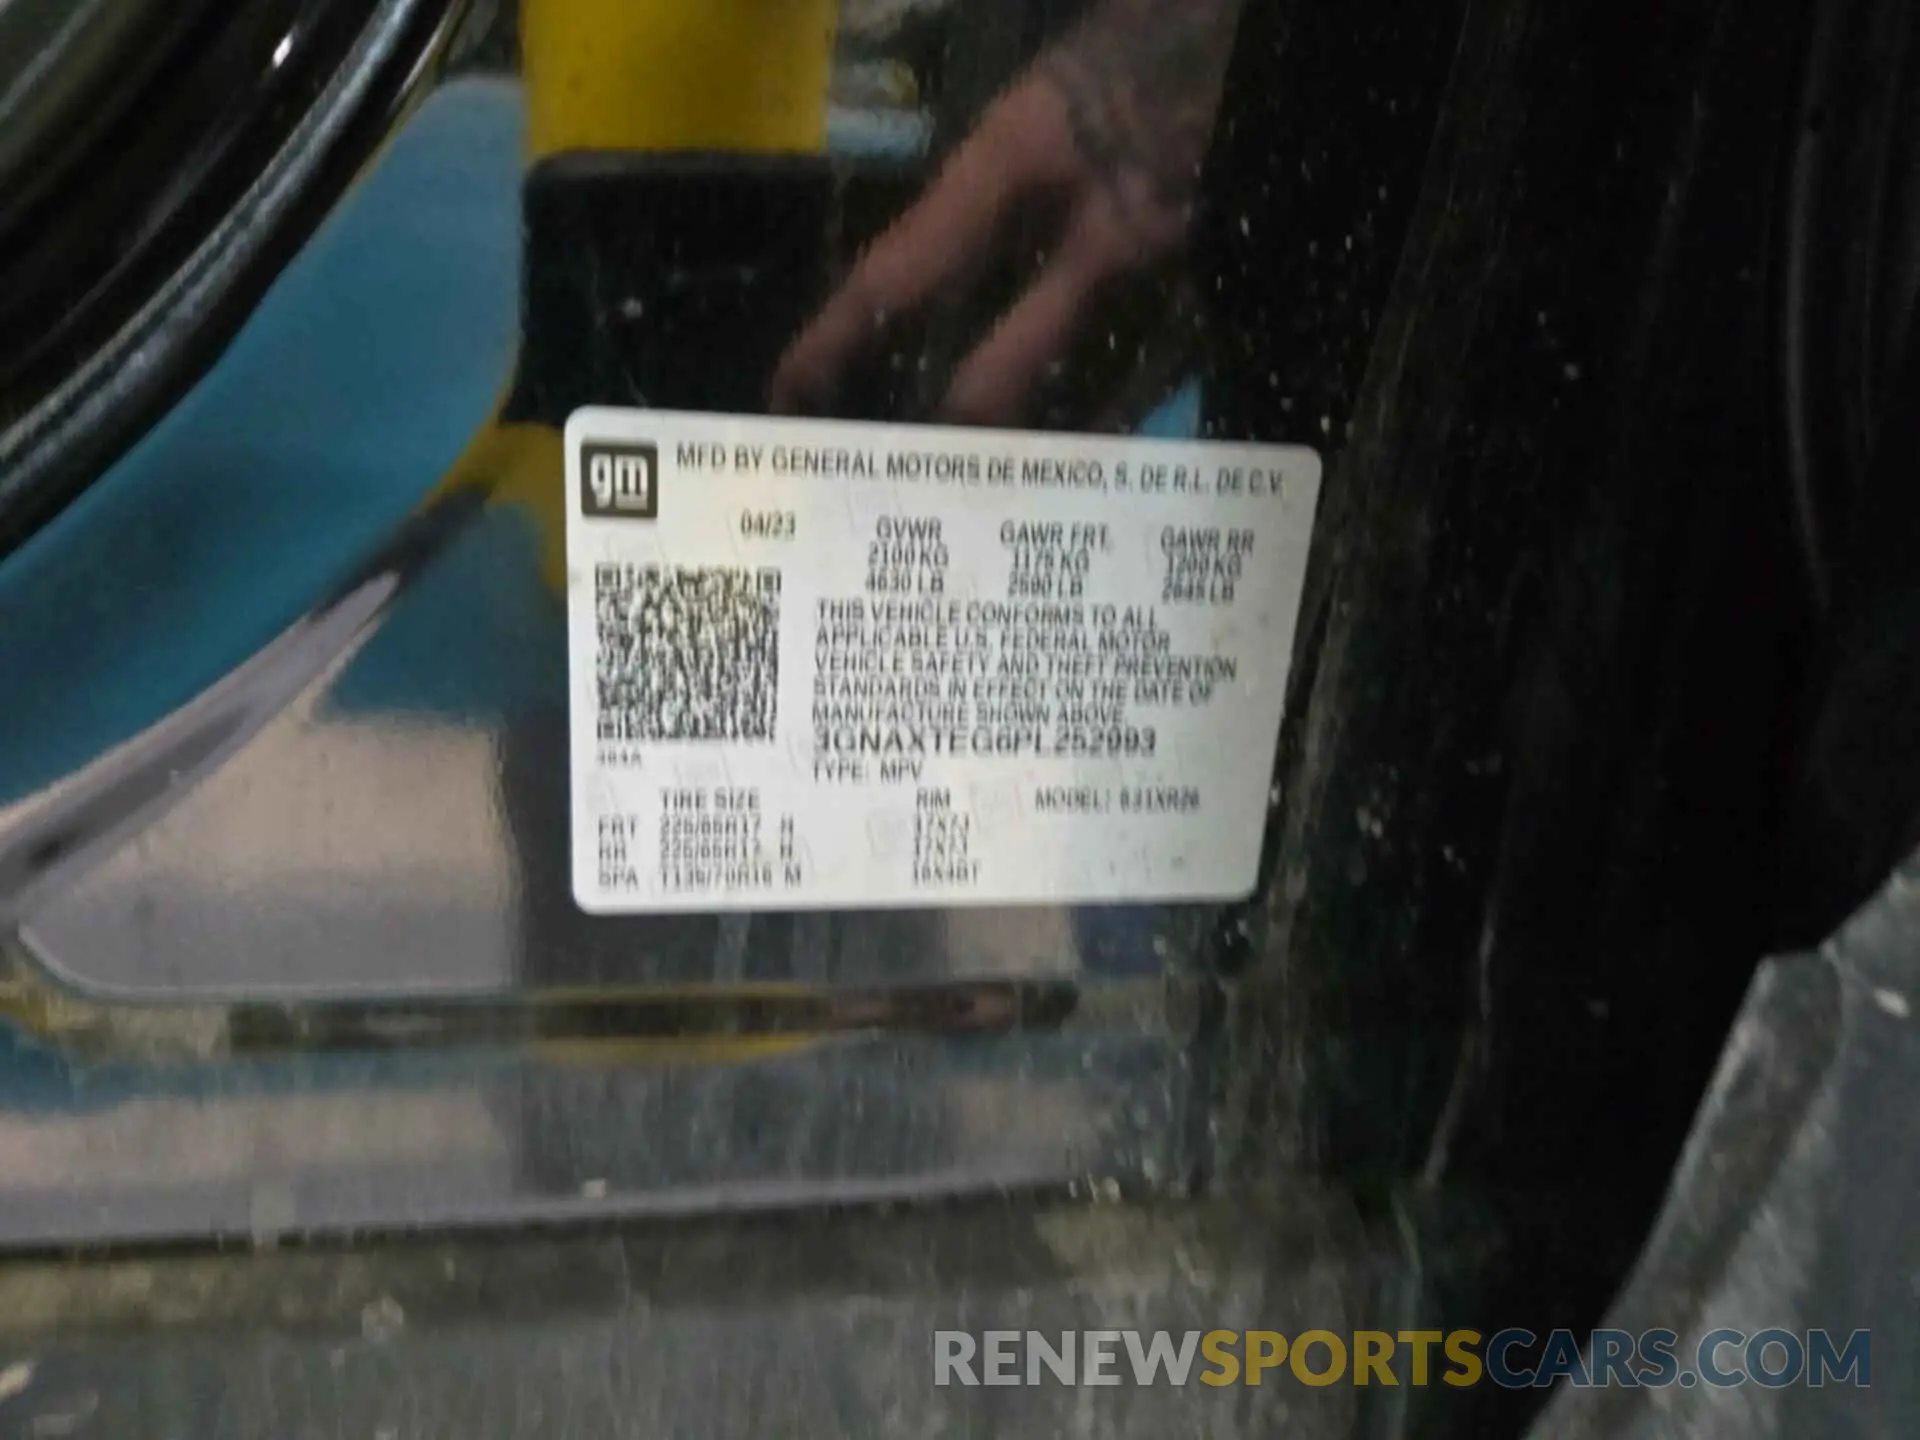 gm
MFD BY GENERAL MOTORS DE MEXICO, S. DE R.L. DE C.V.
04/23 GVWR GAWR FRT GAWR RR
2100 KG 1175 KG 1200 KG
4630 LB 2590 LB 2645 LB
THIS VEHICLE CONFORMS TO ALL
APPLICABLE U.S. FEDERAL MOTOR
VEHICLE SAFETY AND THEFT PREVENTION
STANDARDS IN EFFECT ON THE DATE OF
MANUFACTURE SHOWN ABOVE.
3GNAXTEG6PL252993
TYPE: MPV
TIRE SIZE RIM MODEL:
FRT 225/65R17 H 17X7J
RR 225/65R17 H 17X7J
SPA T135/70R16 M 16X4BT
RENEWSPORTSCARS.COM